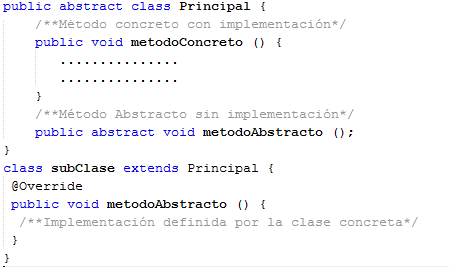 public abstract class Principal {
/**Método concreto con implementación*/
public void metodoConcreto () {
...............
...............
}
/**Método Abstracto sin implementación*/
public abstract void metodoAbstracto ();
}
class subClase extends Principal {
@Override
public void metodoAbstracto () {
/**Implementación definida por la clase concreta*/
}
}